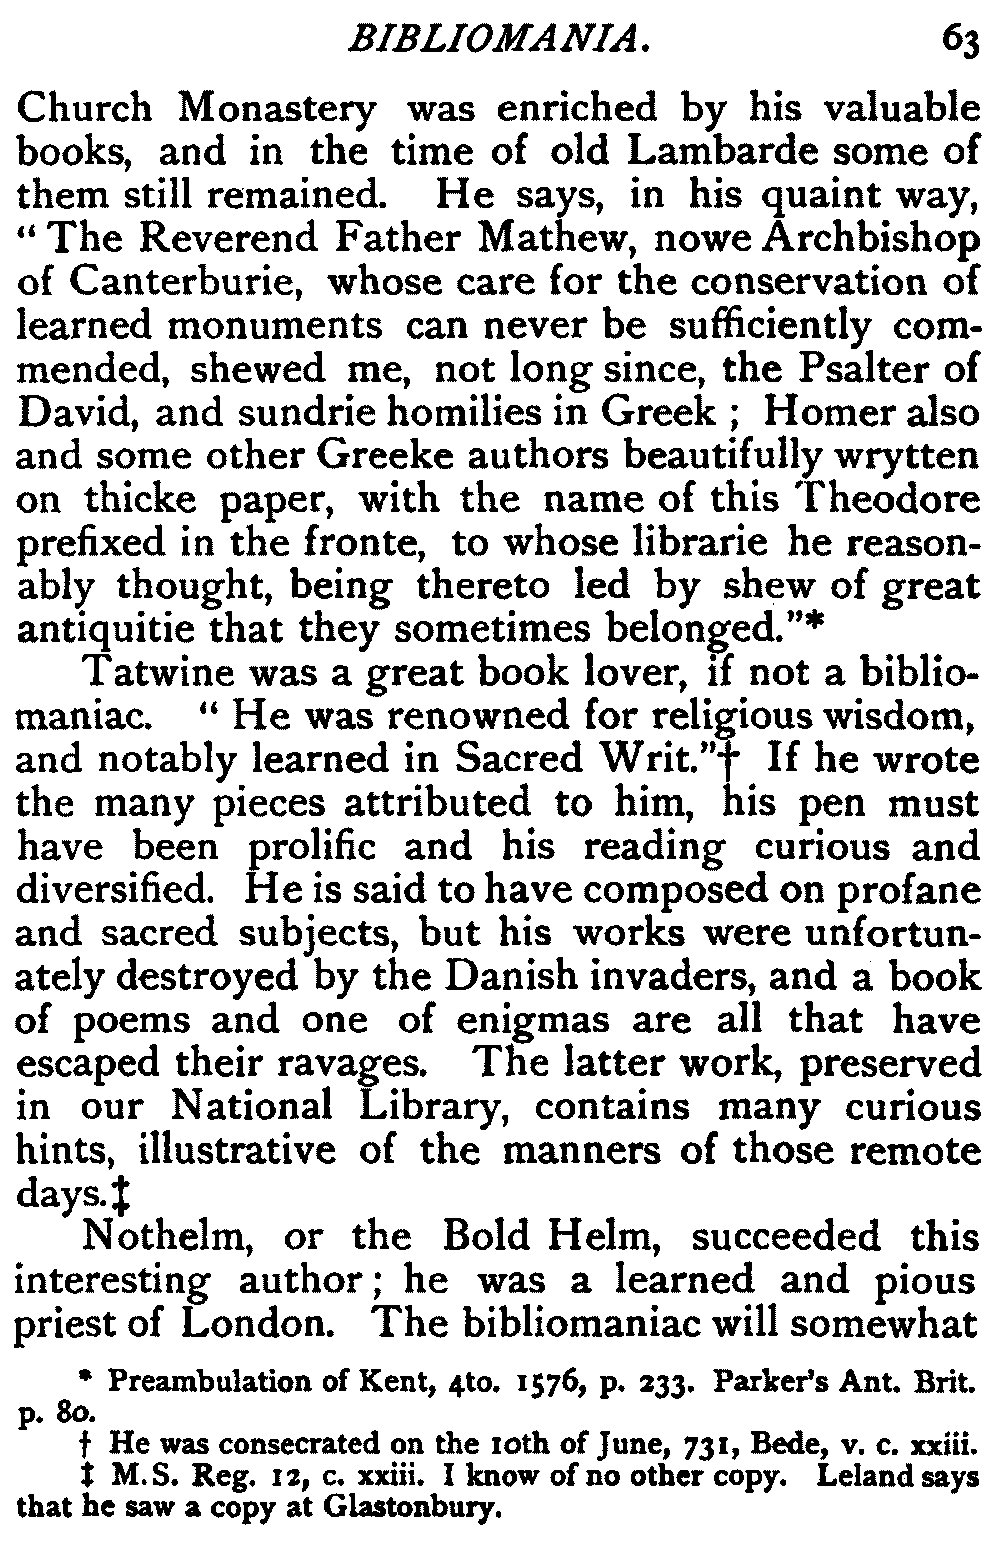 BIBLIOMANIA. 63
Church Monastery was enriched by his valuable
books, and in the time of old Lambarde some of
them still remained. He says, in his quaint way,
“ The Reverend Father Mathew, nowe Archbishop
of Canterburie, whose care for the conservation of
learned monuments can never be sufficiently com-
mended, shewed me, not long since, the Psalter of
David, and sundrie homilies in Greek ; Homer also
and some other Greeke authors beautifully wrytten
on thicke paper, with the name of this Theodore
prefixed in the fronte, to whose librarie he reason-
ably thought, being thereto led by shew of great
antiquitie that they sometimes belonged.”*
Tatwine was a great book lover, if not a biblio-
maniac. “ He was renowned for religious wisdom,
and notably learned in Sacred Writ.”† If he wrote
the many pieces attributed to him, his pen must
have been prolific and his reading curious and
diversified. He is said to have composed on profane
and sacred subjects, but his works were unfortun-
ately destroyed by the Danish invaders, and a book
of poems and one of enigmas are all that have
escaped their ravages. The latter work, preserved
in our National Library, contains many curious
hints, illustrative of the manners of those remote
days.‡
Nothelm, or the Bold Helm, succeeded this
interesting author ; he was a learned and pious
priest of London. The bibliomaniac will somewhat
* Preambulation of Kent, 4to. 1576, p. 233. Parker's Ant. Brit.
p. 80.
† He was consecrated on the 10th of June, 731, Bede, v. c. xxiii.
‡ M.S. Reg. 12, c. xxiii. I know of no other copy. Leland says
that he saw a copy at Glastonbury.